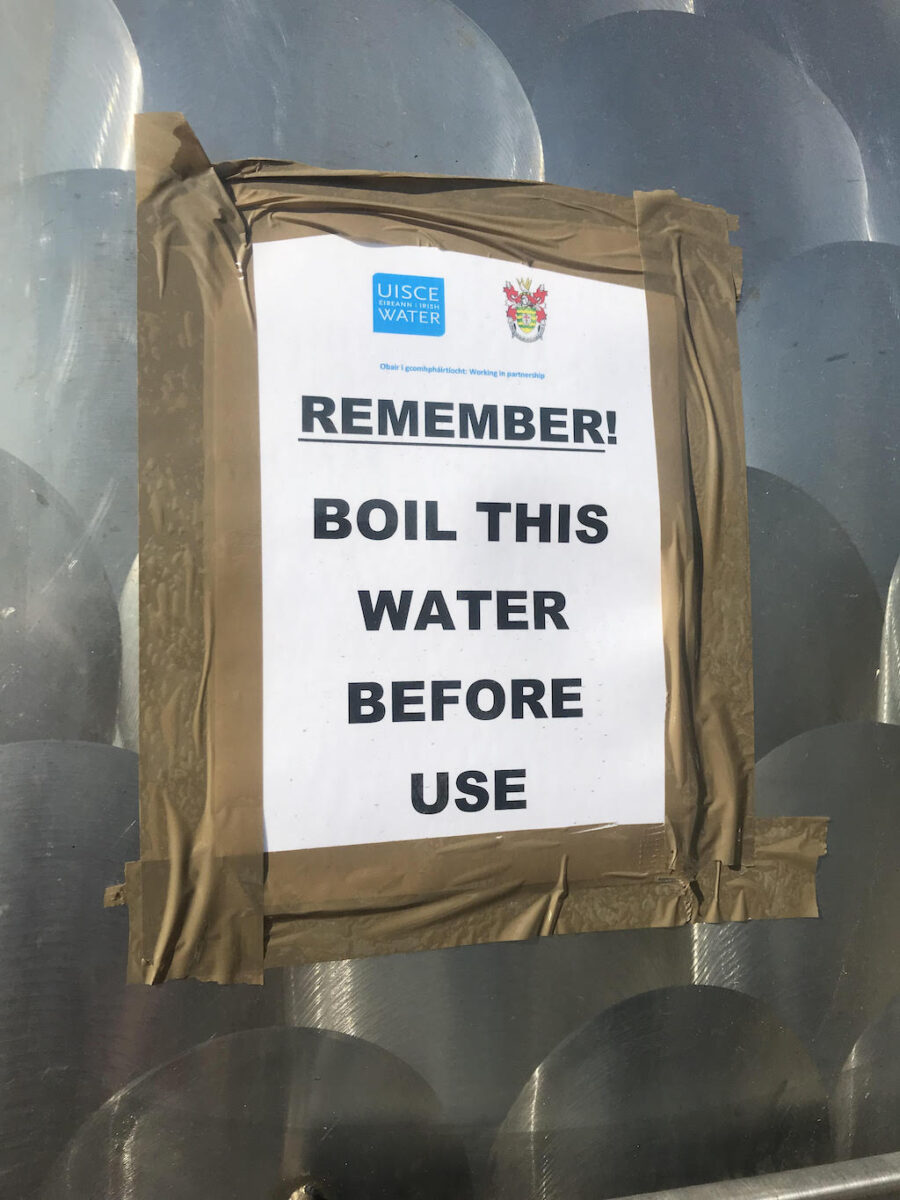 UISCE
ÉIREANN : IRISH
WATER
Obair i gcomhpháirtíocht: Working in partnership
REMEMBER!
BOIL THIS
WATER
BEFORE
USE